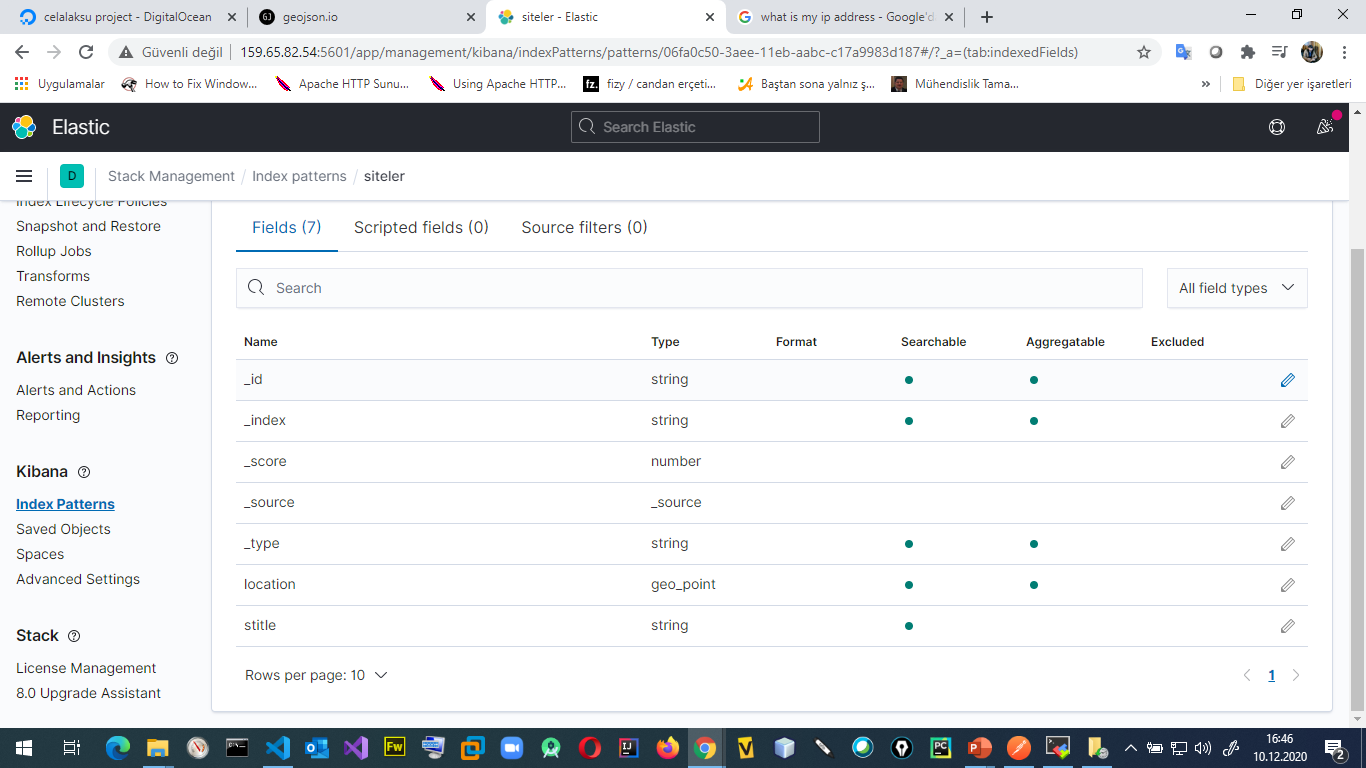 celalaksu project - DigitalOcean
geojson.io
siteler - Elastic
what is my ip address - Google'd
Güvenli değil
159.65.82.54:5601/app/management/kibana/indexPatterns/patterns/06fa0c50-3aee-11eb-aabc-c17a9983d187#/?_a=(tab:indexedFields)
Uygulamalar
How to Fix Window...
Apache HTTP Sunu...
Using Apache HTTP...
fz.
fizy / candan erçeti...
Baştan sona yalnız ş...
Mühendislik Tama...
»
Diğer yer işaretleri
Elastic
Search Elastic
D
Stack Management / Index patterns / siteler
Index Lifecycle Policies
Snapshot and Restore
Rollup Jobs
Transforms
Remote Clusters
Alerts and Insights
Alerts and Actions
Reporting
Kibana
Index Patterns
Saved Objects
Spaces
Advanced Settings
Stack
License Management
8.0 Upgrade Assistant
Fields (7) Scripted fields (0) Source filters (0)
Search
All field types
Name Type Format Searchable Aggregatable Excluded
_id string
_index string
_score number
_source _source
_type string
location geo_point
stitle string
Rows per page: 10
1
Fw
IJ
PC
16:46
10.12.2020
2